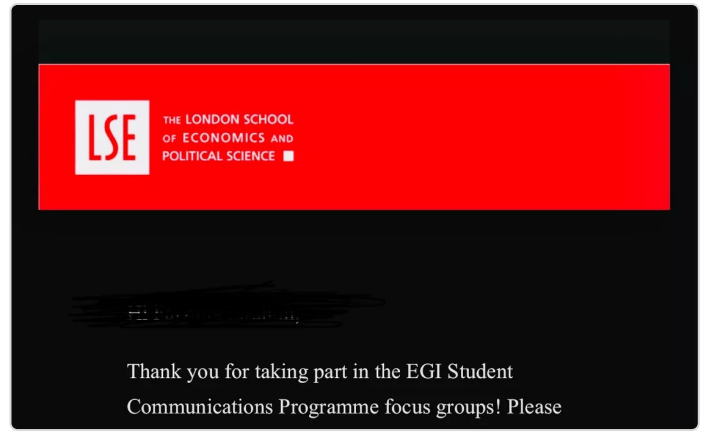 LSE
THE LONDON SCHOOL
OF ECONOMICS AND
POLITICAL SCIENCE
Thank you for taking part in the EGI Student
Communications Programme focus groups! Please